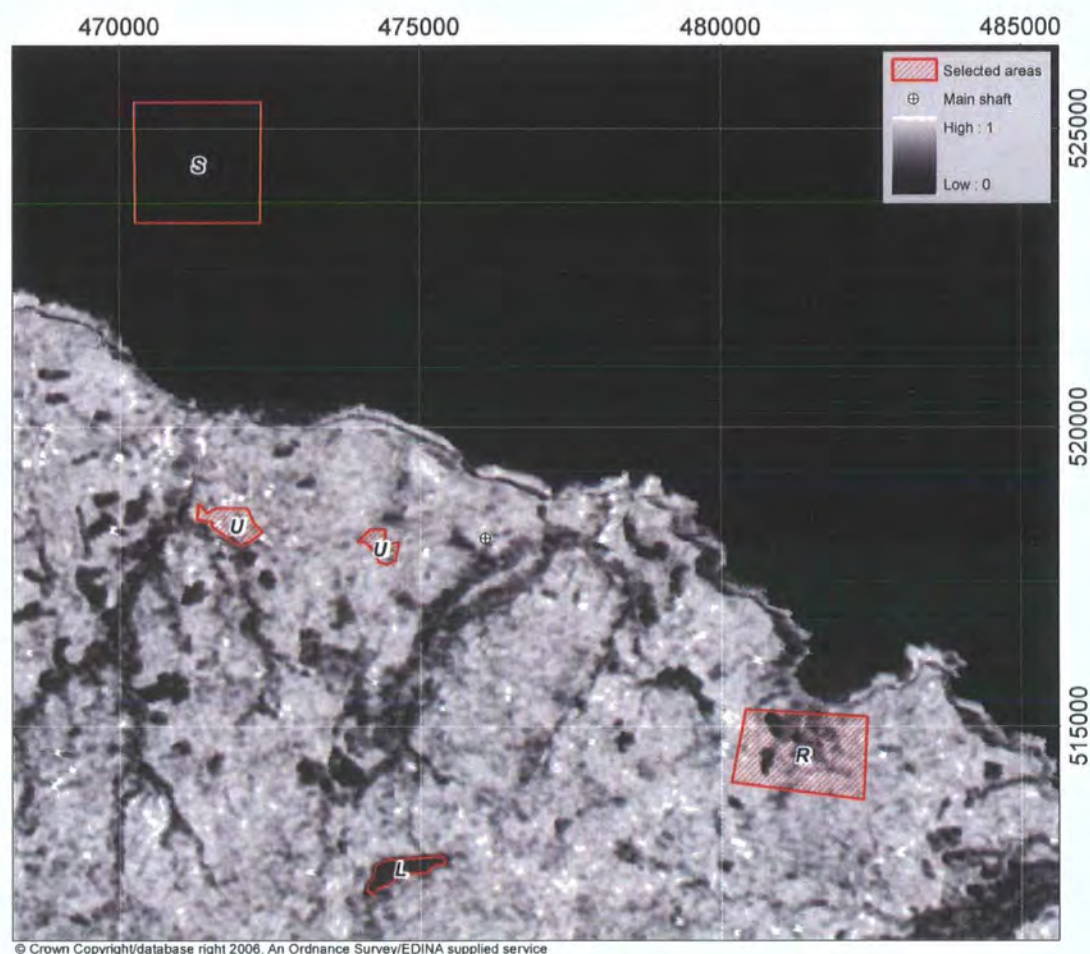 470000 475000 480000 485000
Selected areas
Main shaft
High : 1
Low : 0
525000
S
520000
U
U
515000
R
L
© Crown Copyright/database right 2006. An Ordnance Survey/EDINA supplied service